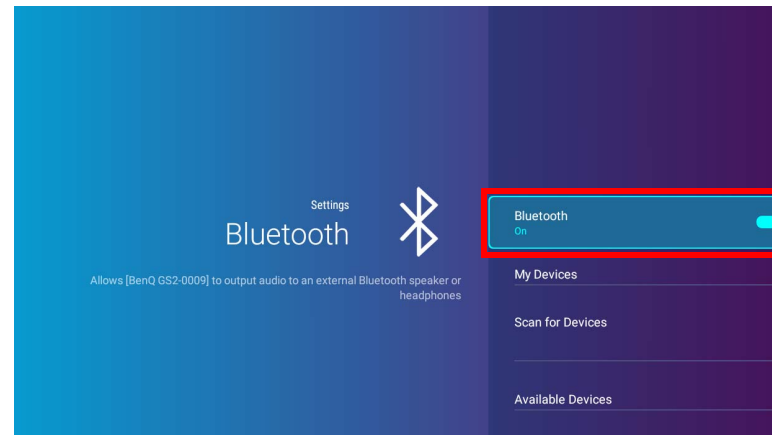 Settings
Bluetooth
Allows [BenQ GS2-0009] to output audio to an external Bluetooth speaker or
headphones
Bluetooth
On
My Devices
Scan for Devices
Available Devices